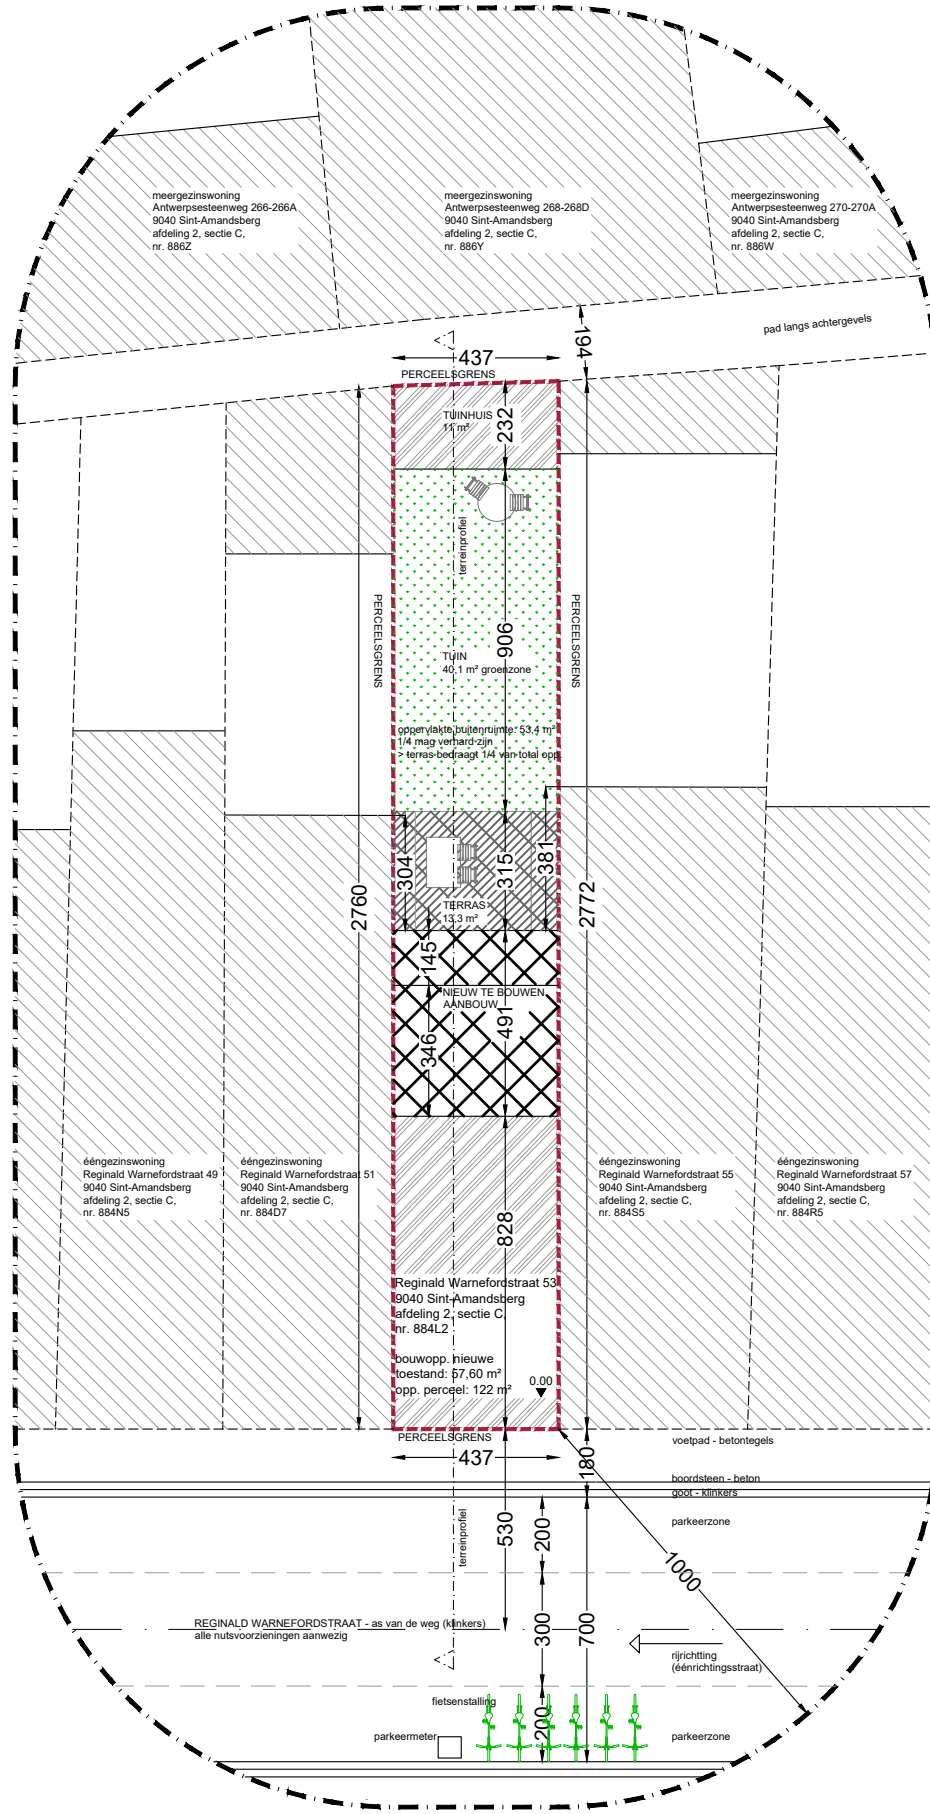 meergezinswoning
Antwerpsesteenweg 266-266A
9040 Sint-Amandsberg
afdeling 2, sectie C,
nr. 886Z
meergezinswoning
Antwerpsesteenweg 268-268D
9040 Sint-Amandsberg
afdeling 2, sectie C,
nr. 886Y
meergezinswoning
Antwerpsesteenweg 270-270A
9040 Sint-Amandsberg
afdeling 2, sectie C,
nr. 886W
pad langs achtergevels
194
437
PERCEELSGRENS
TUINHUIS
11 m²
232
terreinprofiel
PERCEELSGRENS
PERCEELSGRENS
906
TUIN
40,1 m² groenzone
oppervlakte buitenruimte: 53,4 m²
1/4 mag verhard zijn
> terras bedraagt 1/4 van total opp.
2760
304
315
381
2772
TERRAS
13,3 m²
145
NIEUW TE BOUWEN
AANBOUW
491
346
ééngezinswoning
Reginald Warnefordstraat 49
9040 Sint-Amandsberg
afdeling 2, sectie C,
nr. 884N5
ééngezinswoning
Reginald Warnefordstraat 51
9040 Sint-Amandsberg
afdeling 2, sectie C,
nr. 884D7
ééngezinswoning
Reginald Warnefordstraat 55
9040 Sint-Amandsberg
afdeling 2, sectie C,
nr. 884S5
ééngezinswoning
Reginald Warnefordstraat 57
9040 Sint-Amandsberg
afdeling 2, sectie C,
nr. 884R5
828
Reginald Warnefordstraat 53
9040 Sint-Amandsberg
afdeling 2, sectie C,
nr. 884L2
bouwopp. nieuwe
toestand: 57,60 m²
opp. perceel: 122 m²
0.00
PERCEELSGRENS
437
180
voetpad - betontegels
boordsteen - beton
goot - klinkers
parkeerzone
530
200
terreinprofiel
1000
REGINALD WARNEFORDSTRAAT - as van de weg (klinkers)
alle nutsvoorzieningen aanwezig
300
700
rijrichtting
(éénrichtingsstraat)
fietsenstalling
200
parkeermeter
parkeerzone